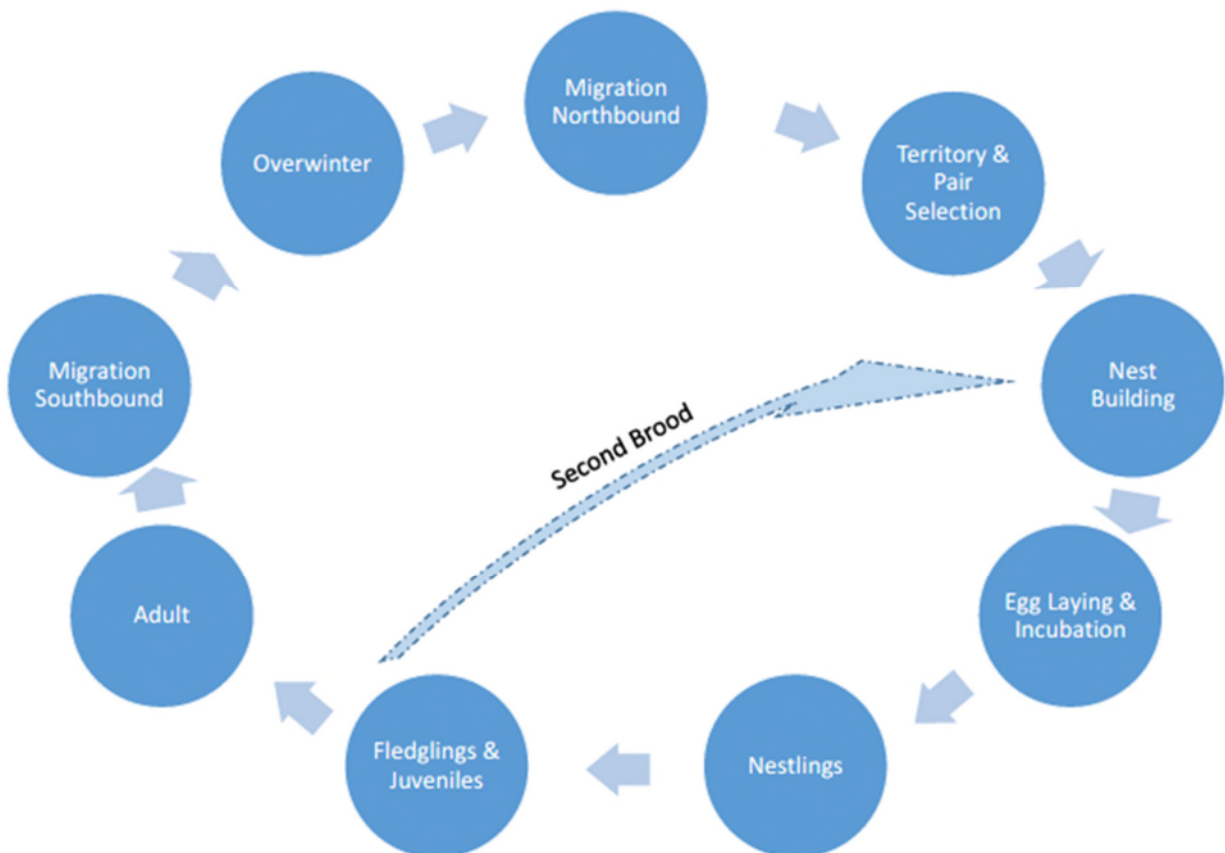 Migration
Northbound
Territory &
Pair
Selection
Nest
Building
Egg Laying &
Incubation
Nestlings
Fledglings &
Juveniles
Adult
Migration
Southbound
Overwinter
Second Brood